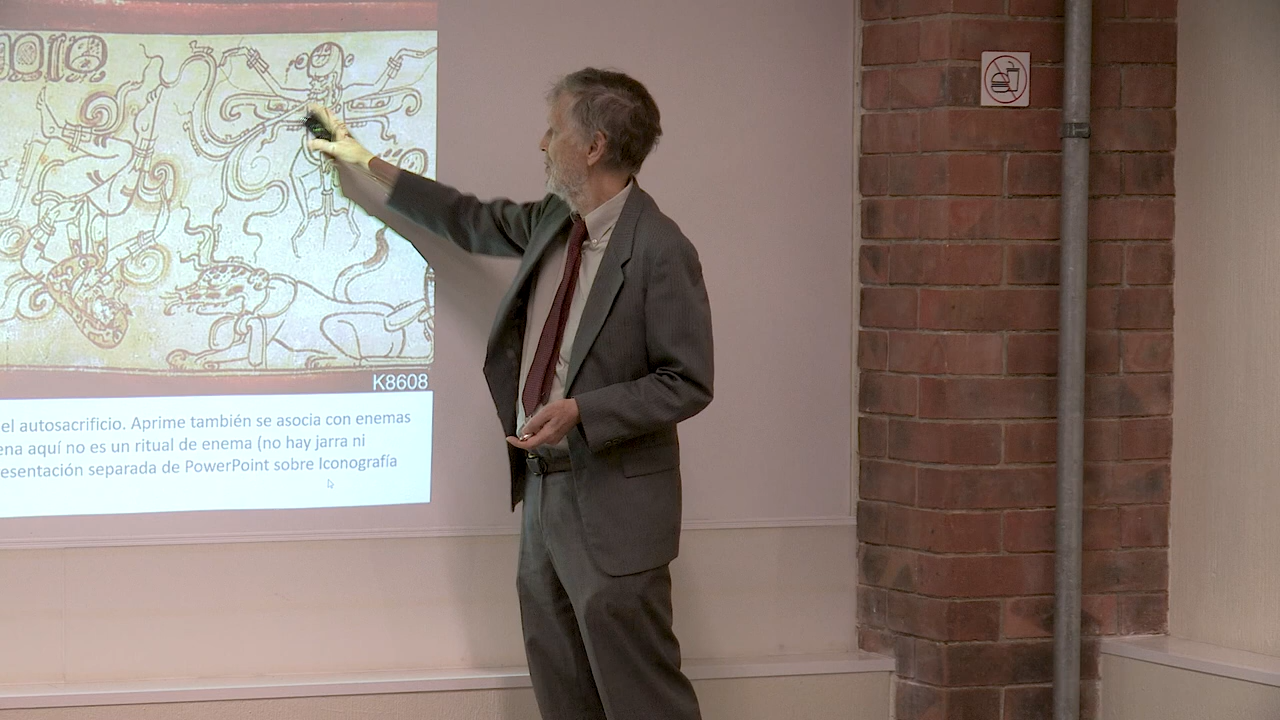 K8608
el autosacrificio. Aprime también se asocia con enemas
ena aquí no es un ritual de enema (no hay jarra ni
esentación separada de PowerPoint sobre Iconografía